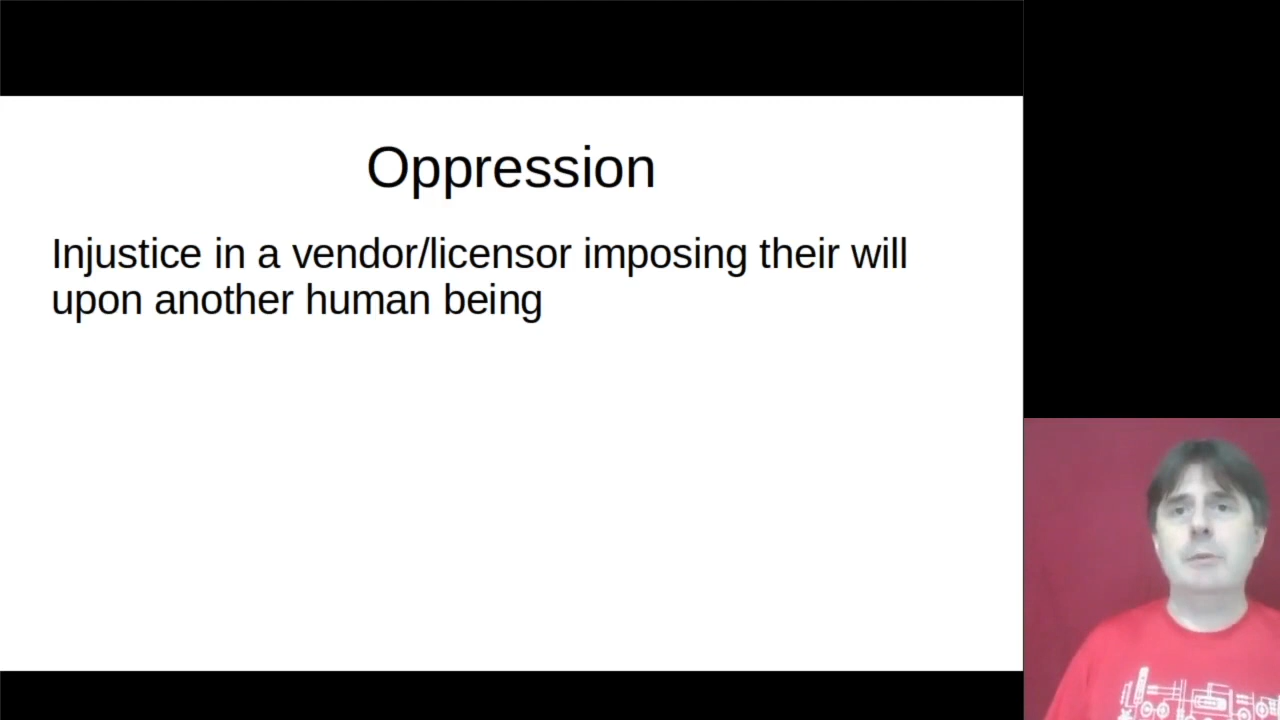 Oppression
Injustice in a vendor/licensor imposing their will
upon another human being